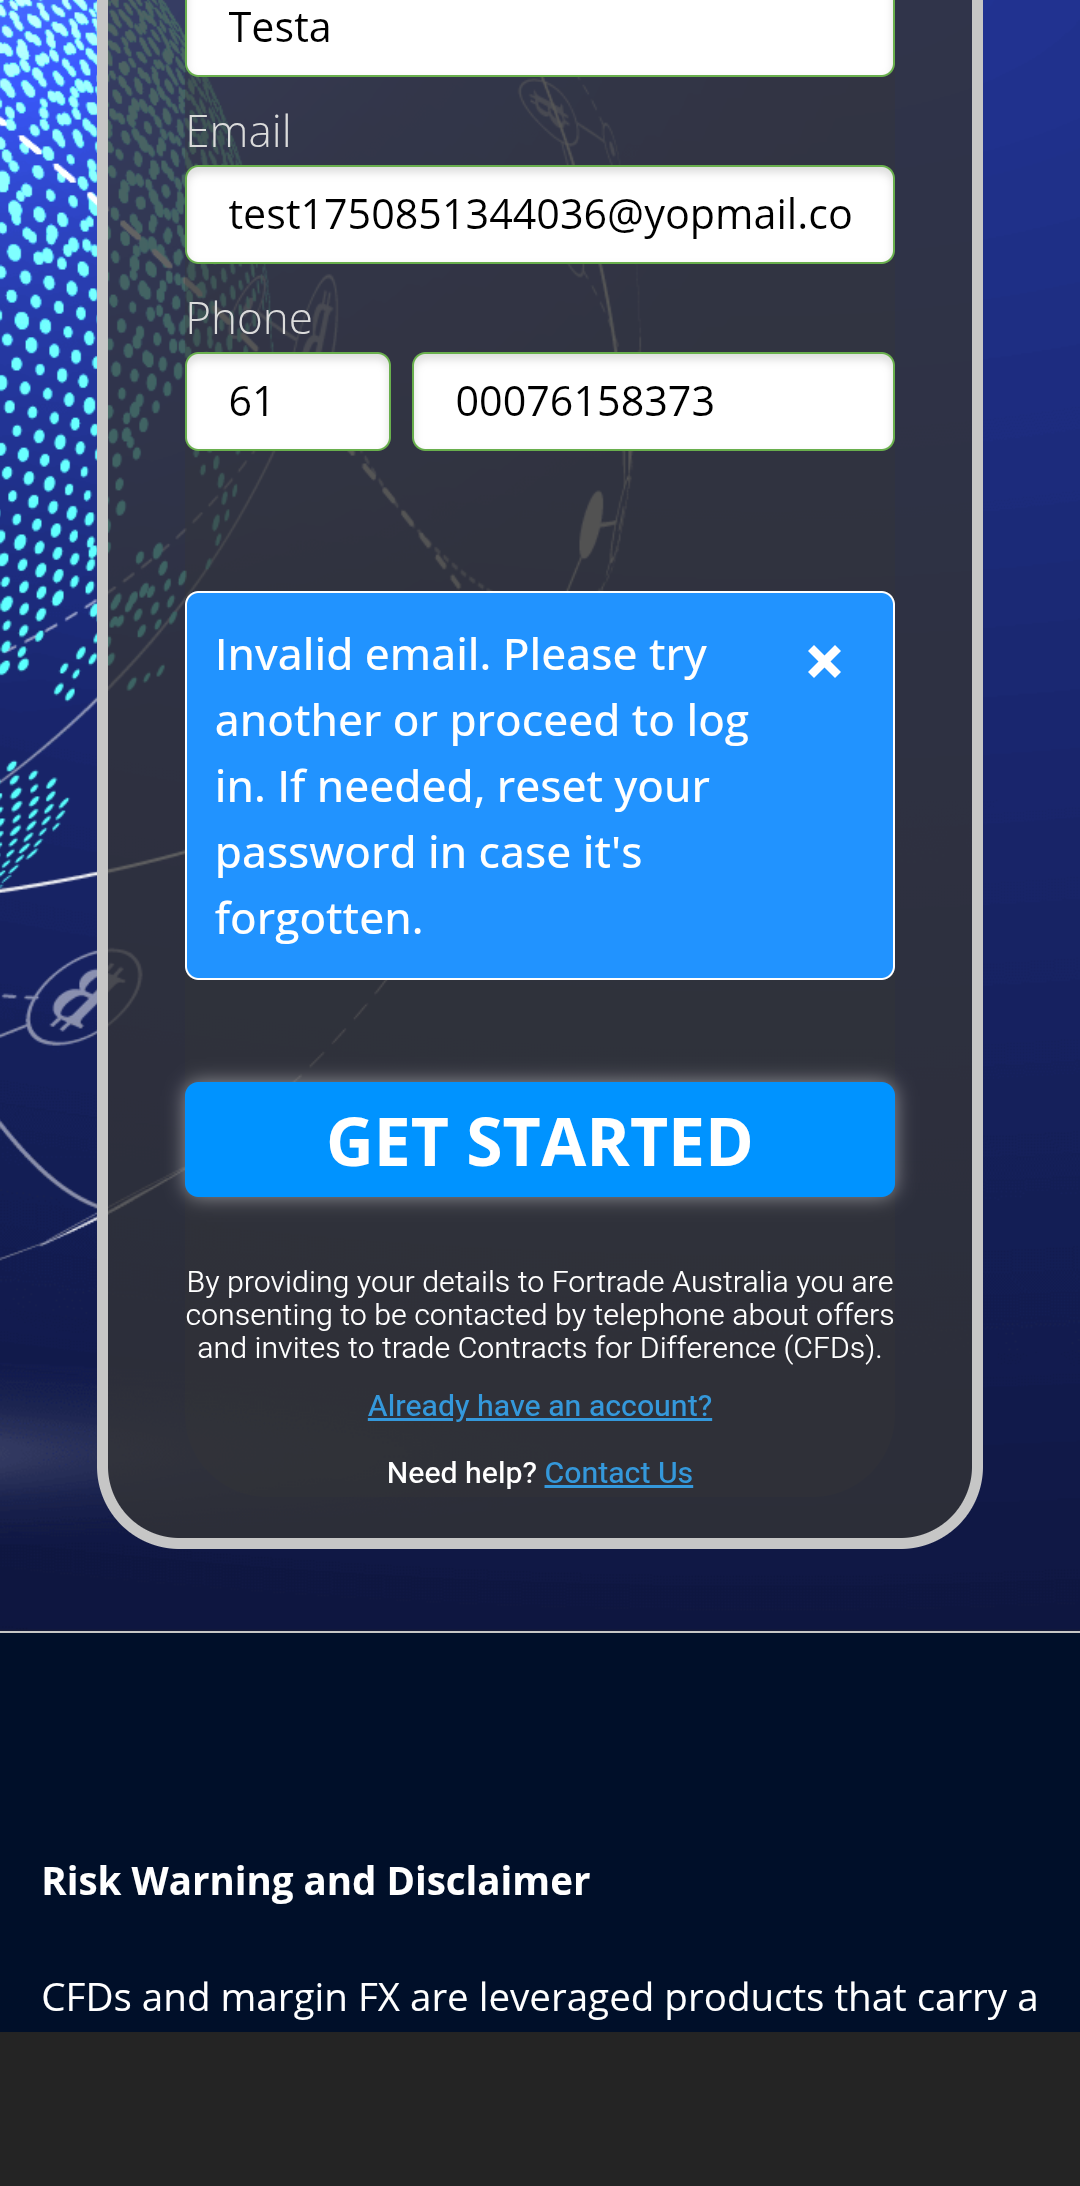 Testa
Email
test1750851344036@yopmail.co
Phone
61
00076158373
Invalid email. Please try
another or proceed to log
in. If needed, reset your
password in case it's
forgotten.
×
GET STARTED
By providing your details to Fortrade Australia you are
consenting to be contacted by telephone about offers
and invites to trade Contracts for Difference (CFDs).
Already have an account?
Need help? Contact Us
Risk Warning and Disclaimer
CFDs and margin FX are leveraged products that carry a